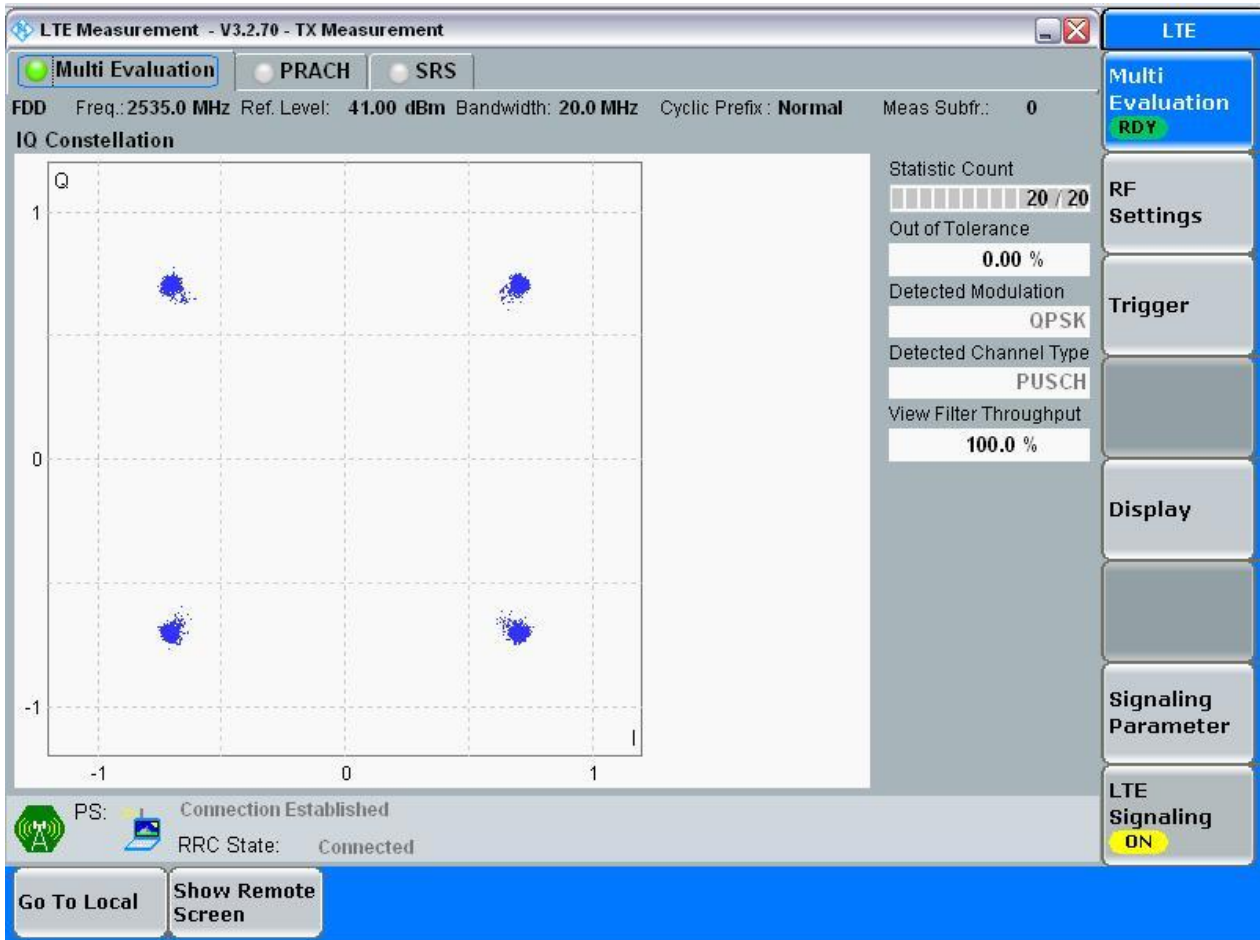 LTE Measurement - V3.2.70 - TX Measurement
LTE
Multi Evaluation
PRACH
SRS
FDD Freq.: 2535.0 MHz Ref. Level: 41.00 dBm Bandwidth: 20.0 MHz Cyclic Prefix : Normal Meas Subfr.: 0
IQ Constellation
Q
1
0
-1
I
-1 0 1
Statistic Count
20 / 20
Out of Tolerance
0.00 %
Detected Modulation
QPSK
Detected Channel Type
PUSCH
View Filter Throughput
100.0 %
Multi
Evaluation
RDY
RF
Settings
Trigger
Display
Signaling
Parameter
LTE
Signaling
ON
PS: Connection Established
RRC State: Connected
Go To Local
Show Remote
Screen